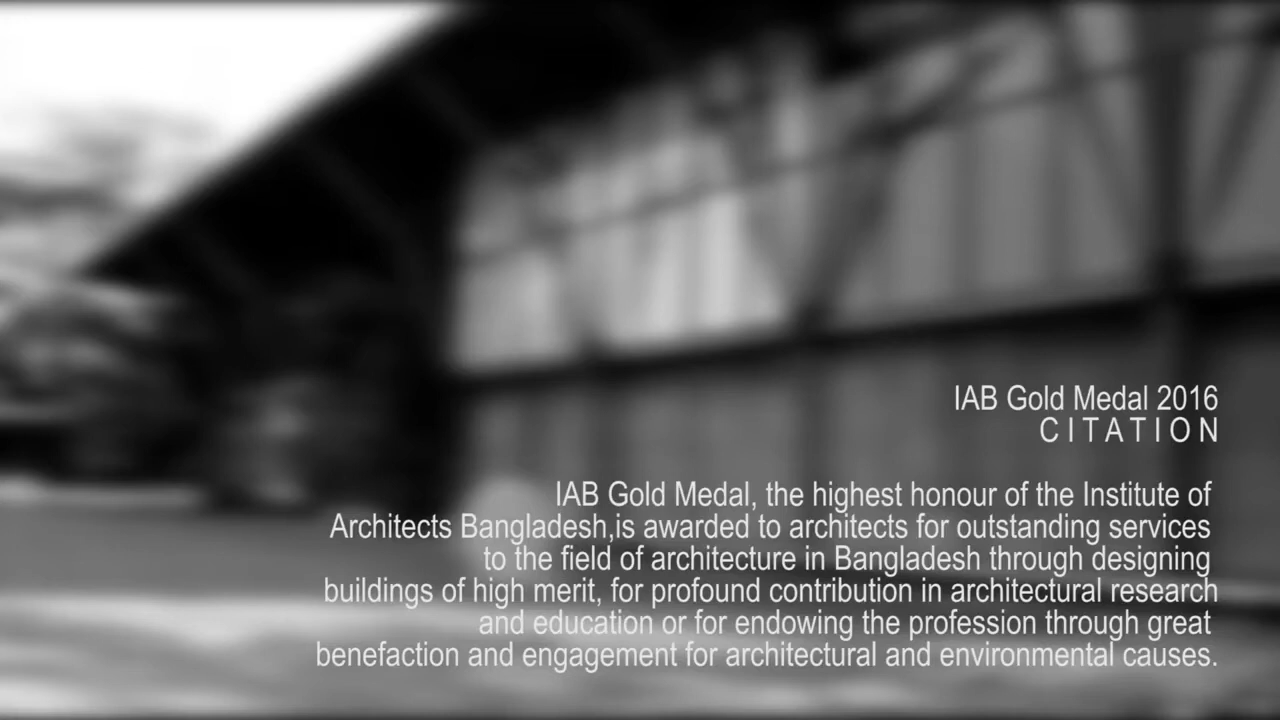 IAB Gold Medal 2016
CITATION
IAB Gold Medal, the highest honour of the Institute of
Architects Bangladesh,is awarded to architects for outstanding services
to the field of architecture in Bangladesh through designing
buildings of high merit, for profound contribution in architectural research
and education or for endowing the profession through great
benefaction and engagement for architectural and environmental causes.